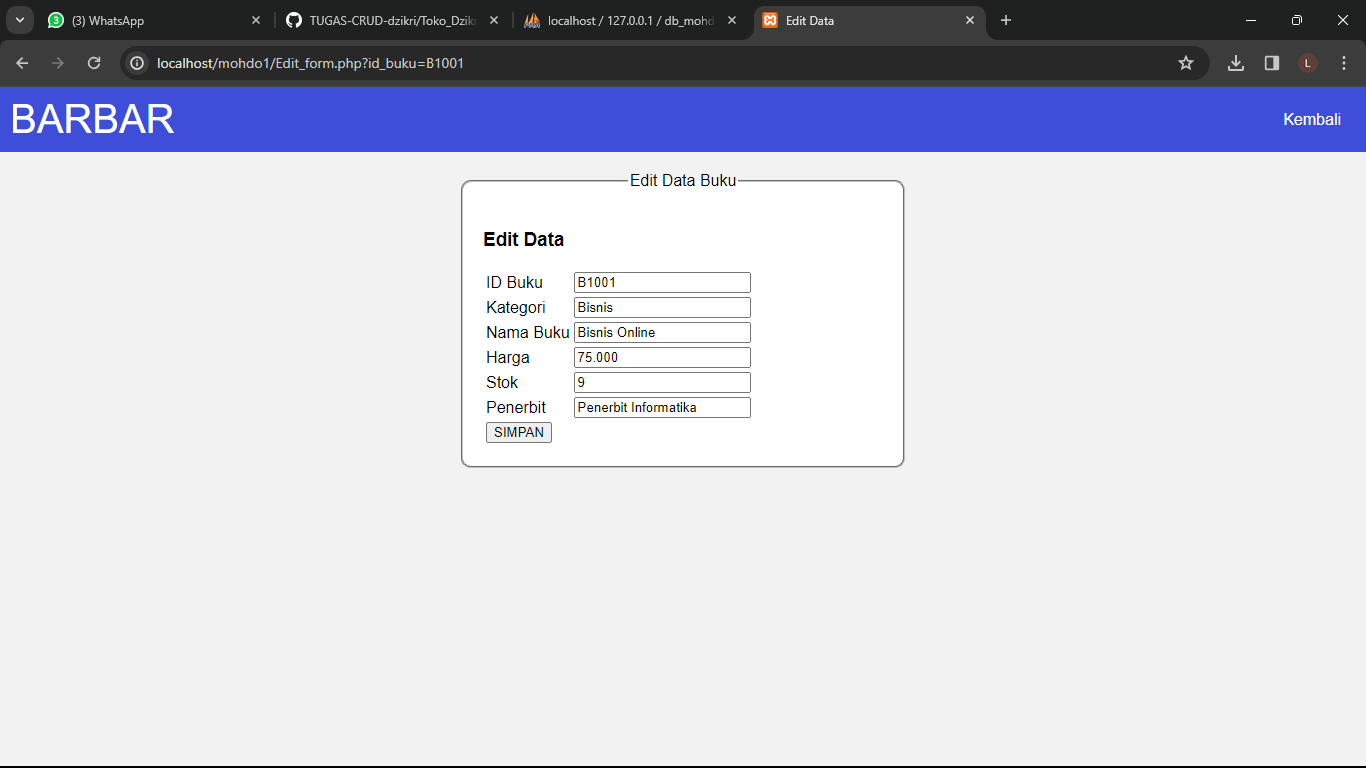 (3) WhatsApp
TUGAS-CRUD-dzikri/Toko_Dzik
localhost / 127.0.0.1 / db_mohd
Edit Data
localhost/mohdo1/Edit_form.php?id_buku=B1001
L
BARBAR
Kembali
Edit Data Buku
Edit Data
ID Buku B1001
Kategori Bisnis
Nama Buku Bisnis Online
Harga 75.000
Stok 9
Penerbit Penerbit Informatika
SIMPAN